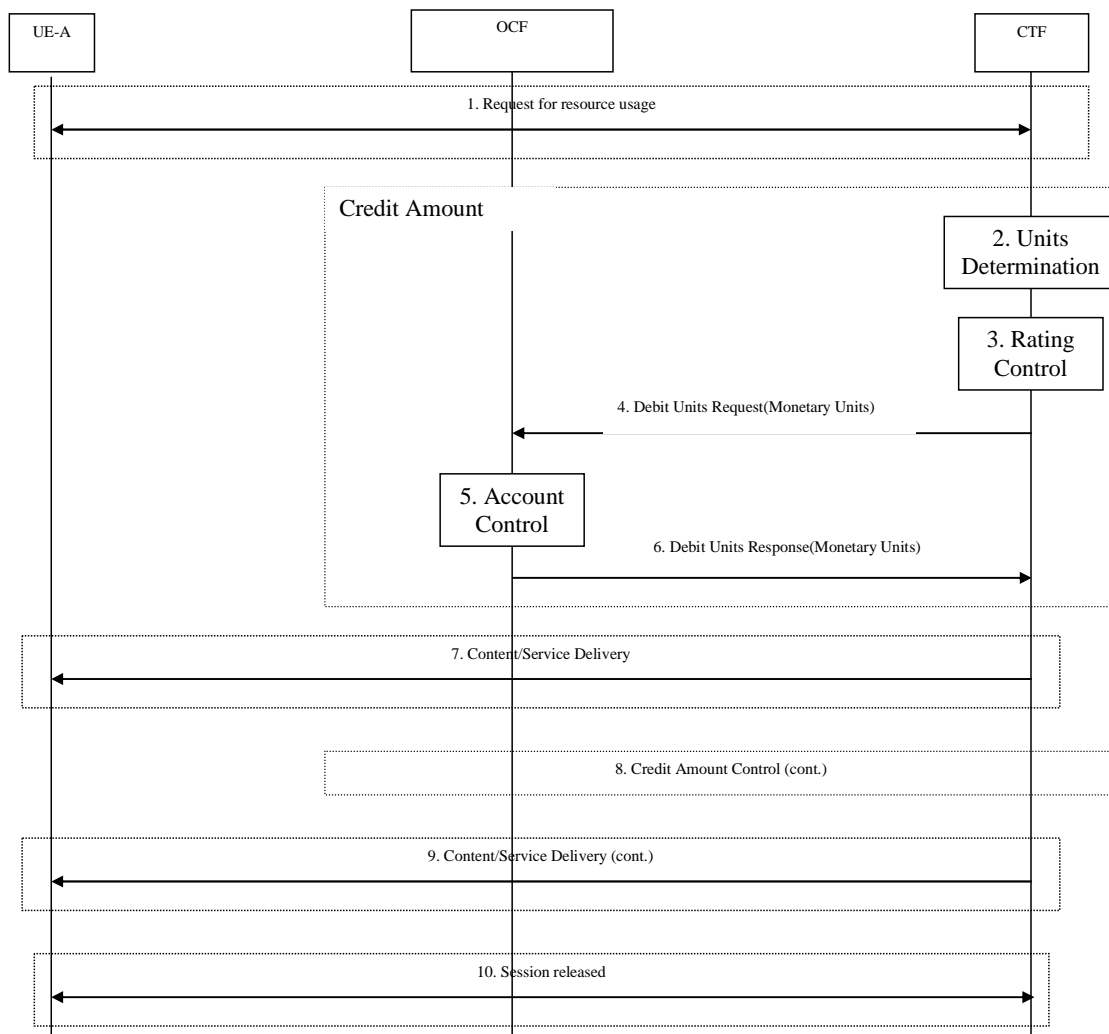 UE-A
OCF
CTF
1. Request for resource usage
Credit Amount
2. Units
Determination
3. Rating
Control
4. Debit Units Request(Monetary Units)
5. Account
Control
6. Debit Units Response(Monetary Units)
7. Content/Service Delivery
8. Credit Amount Control (cont.)
9. Content/Service Delivery (cont.)
10. Session released